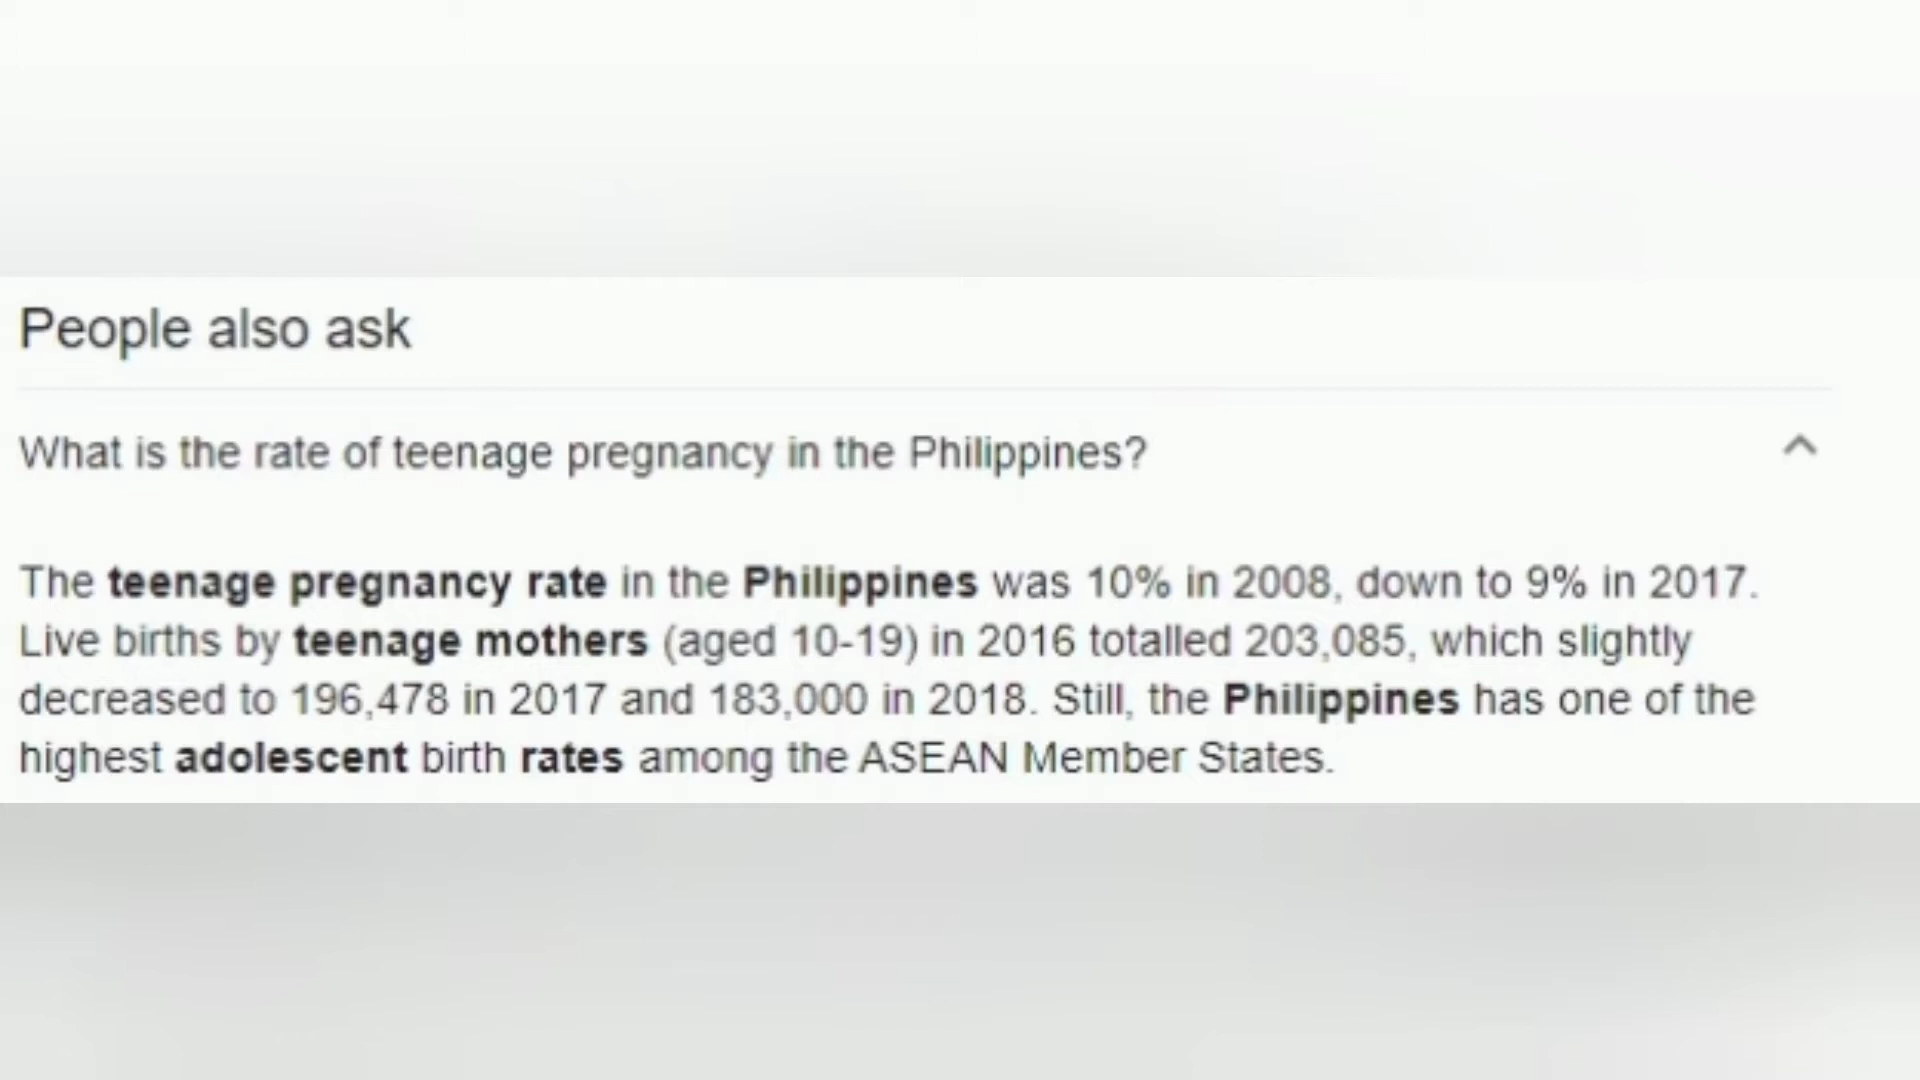 People also ask
What is the rate of teenage pregnancy in the Philippines?
The teenage pregnancy rate in the Philippines was 10% in 2008, down to 9% in 2017.
Live births by teenage mothers (aged 10-19) in 2016 totalled 203,085, which slightly
decreased to 196,478 in 2017 and 183,000 in 2018. Still, the Philippines has one of the
highest adolescent birth rates among the ASEAN Member States.